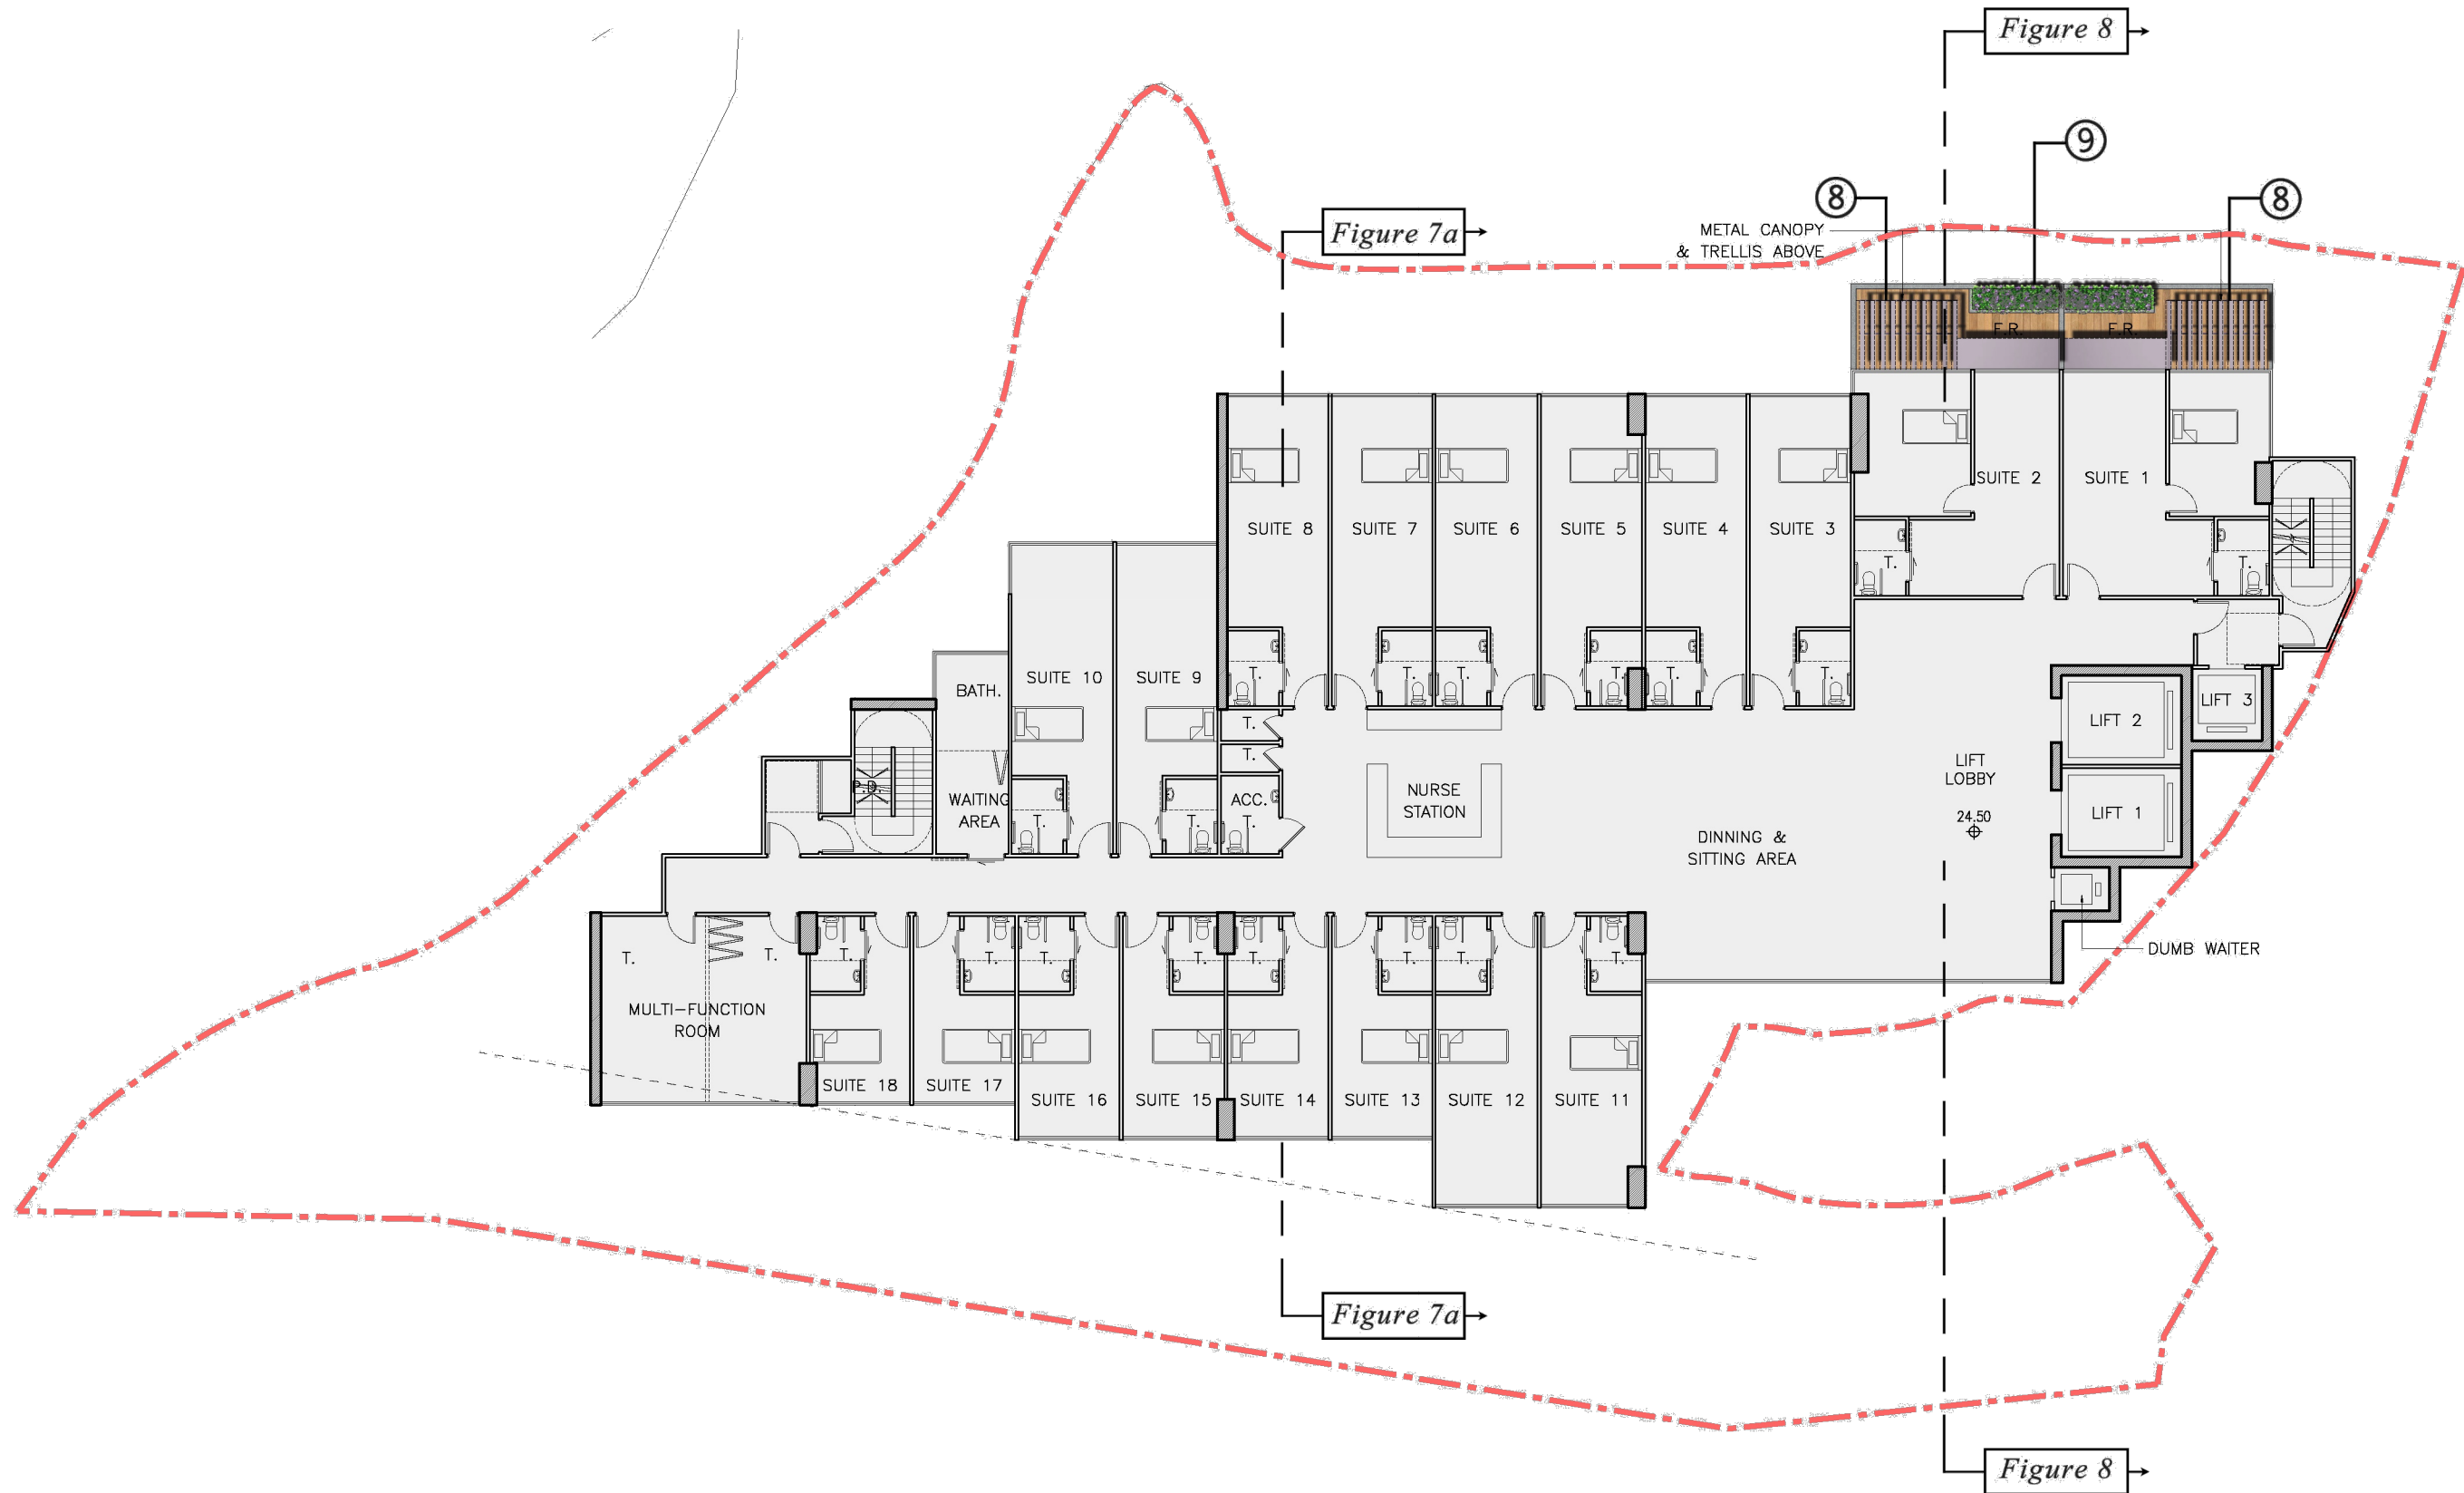 Figure 8
9
8
8
METAL CANOPY
& TRELLIS ABOVE
Figure 7a
F.R.
F.R.
SUITE 2
SUITE 1
SUITE 8
SUITE 7
SUITE 6
SUITE 5
SUITE 4
SUITE 3
T.
T.
T.
T.
T.
T.
T.
T.
SUITE 10
SUITE 9
BATH.
LIFT 3
LIFT 2
T.
T.
NURSE
STATION
LIFT
LOBBY
WAITING
AREA
ACC.
T.
T.
T.
LIFT 1
24.50
DINNING &
SITTING AREA
DUMB WAITER
T.
T.
T.
T.
T.
T.
T.
T.
T.
T.
MULTI-FUNCTION
ROOM
SUITE 18
SUITE 17
SUITE 16
SUITE 15
SUITE 14
SUITE 13
SUITE 12
SUITE 11
Figure 7a
Figure 8